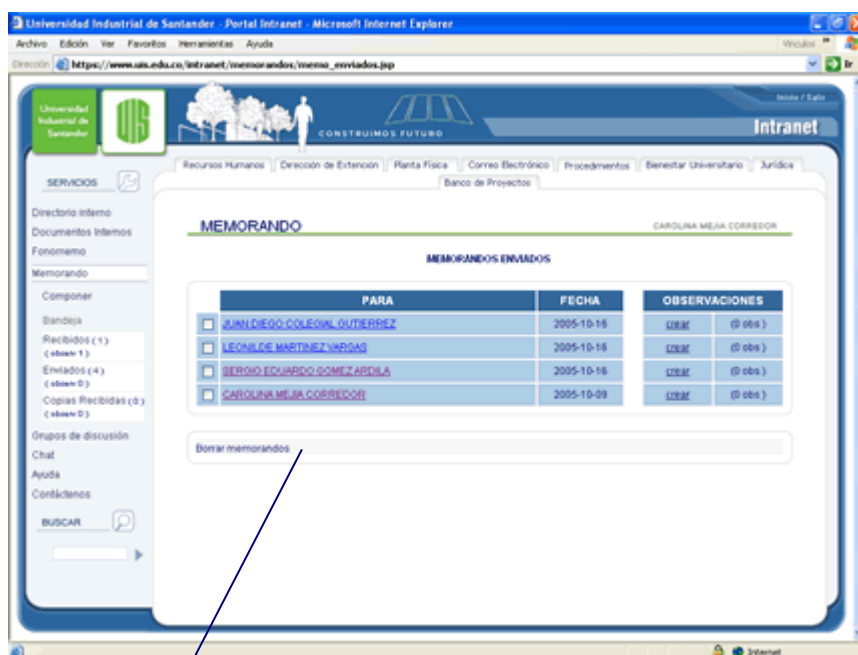 Universidad Industrial de Santander - Portal Intranet - Microsoft Internet Explorer
Archivo Edición Ver Favoritos Herramientas Ayuda Vínculos
Dirección https://www.uis.edu.co/intranet/memorandos/memo_enviados.jsp Ir
Universidad
Industrial de
Santander
UIS
CONSTRUIMOS FUTURO
Inicio / Salir
Intranet
Recursos Humanos Dirección de Extención Planta Física Correo Electrónico Procedimientos Bienestar Universitario Jurídica
Banco de Proyectos
SERVICIOS
Directorio interno
Documentos Internos
Fonomemo
Memorando
Componer
Bandeja
Recibidos (1)
Enviados (4)
Copias Recibidas (0)
Grupos de discusión
Chat
Ayuda
Contáctenos
BUSCAR
MEMORANDO CAROLINA MEJIA CORREDOR
MEMORANDOS ENVIADOS
PARA FECHA OBSERVACIONES
JUAN DIEGO COLEGIAL GUTIERREZ 2005-10-16 crear (0 obs )
LEONILDE MARTINEZ VARGAS 2005-10-16 crear (0 obs )
SERGIO EDUARDO GOMEZ ARDILA 2005-10-16 crear (0 obs )
CAROLINA MEJIA CORREDOR 2005-10-09 crear (0 obs )
Borrar memorandos
Internet